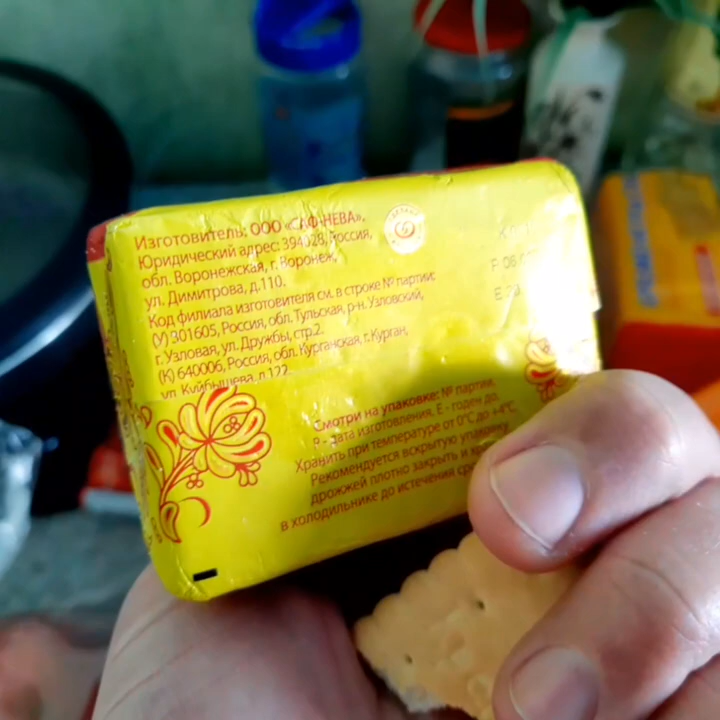 Изготовитель: ООО «САФ-НЕВА».
Юридический адрес: 394028, Россия,
обл. Воронежская, г. Воронеж,
ул. Димитрова, д.110.
Код филиала изготовителя см. в строке № партии:
(У) 301605, Россия, обл. Тульская, р-н. Узловский,
г. Узловая, ул. Дружбы, стр.2.
(К) 640006, Россия, обл. Курганская, г. Курган,
ул. Куйбышева, д.122.
Смотри на упаковке: № партии,
P - дата изготовления, E - годен до.
Хранить при температуре от 0°С до +4°С.
Рекомендуется вскрытую упаковку
дрожжей плотно закрыть и
в холодильнике до истечения
P 06
E